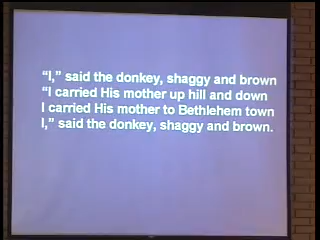 “I,” said the donkey, shaggy and brown
“I carried His mother up hill and down
I carried His mother to Bethlehem town
I,” said the donkey, shaggy and brown.